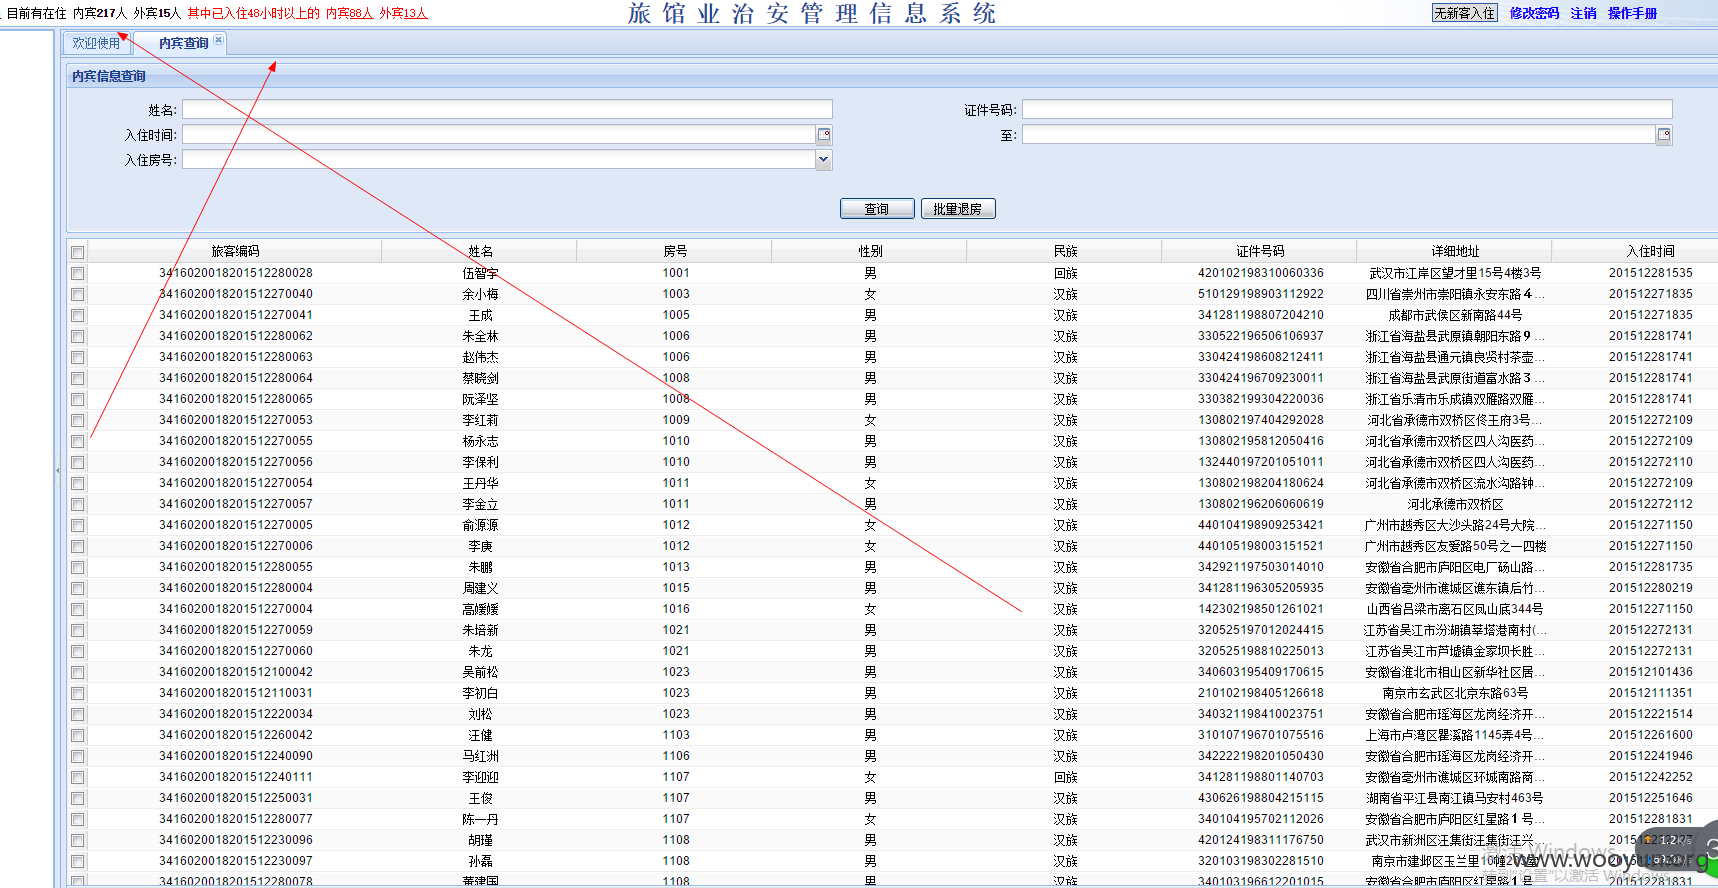 目前有在住 内宾217人 外宾15人 其中已入住48小时以上的 内宾88人 外宾13人
旅馆业治安管理信息系统
无新客入住 修改密码 注销 操作手册
欢迎使用 内宾查询
内宾信息查询
姓名: 证件号码:
入住时间: 至:
入住房号:
查询 批量退房
旅客编码 姓名 房号 性别 民族 证件号码 详细地址 入住时间
3416020018201512280028 伍智宇 1001 男 回族 420102198310060336 武汉市江岸区望才里15号4楼3号 201512281535
3416020018201512270040 余小梅 1003 女 汉族 510129198903112922 四川省崇州市崇阳镇永安东路４... 201512271835
3416020018201512270041 王成 1005 男 汉族 341281198807204210 成都市武侯区新南路44号 201512271835
3416020018201512280062 朱全林 1006 男 汉族 330522196506106937 浙江省海盐县武原镇朝阳东路９... 201512281741
3416020018201512280063 赵伟杰 1006 男 汉族 330424198608212411 浙江省海盐县通元镇良贤村茶壶... 201512281741
3416020018201512280064 蔡晓剑 1008 男 汉族 330424196709230011 浙江省海盐县武原街道富水路３... 201512281741
3416020018201512280065 阮泽坚 1008 男 汉族 330382199304220036 浙江省乐清市乐成镇双雁路双雁... 201512281741
3416020018201512270053 李红莉 1009 女 汉族 130802197404292028 河北省承德市双桥区佟王府3号... 201512272109
3416020018201512270055 杨永志 1010 男 汉族 130802195812050416 河北省承德市双桥区四人沟医药... 201512272109
3416020018201512270056 李保利 1010 男 汉族 132440197201051011 河北省承德市双桥区四人沟医药... 201512272110
3416020018201512270054 王丹华 1011 女 汉族 130802198204180624 河北省承德市双桥区流水沟路钟... 201512272109
3416020018201512270057 李金立 1011 男 汉族 130802196206060619 河北承德市双桥区 201512272112
3416020018201512270005 俞源源 1012 女 汉族 440104198909253421 广州市越秀区大沙头路24号大院... 201512271150
3416020018201512270006 李庚 1012 女 汉族 440105198003151521 广州市越秀区友爱路50号之一四楼 201512271150
3416020018201512280055 朱鹏 1013 男 汉族 342921197503014010 安徽省合肥市庐阳区电厂砀山路... 201512281735
3416020018201512280004 周建义 1015 男 汉族 341281196305205935 安徽省亳州市谯城区谯东镇后竹... 201512280219
3416020018201512270004 高媛媛 1016 女 汉族 142302198501261021 山西省吕梁市离石区凤山底344号 201512271150
3416020018201512270059 朱培新 1021 男 汉族 320525197012024415 江苏省吴江市汾湖镇莘塔港南村(... 201512272131
3416020018201512270060 朱龙 1021 男 汉族 320525198810225013 江苏省吴江市芦墟镇金家坝长胜... 201512272131
3416020018201512100042 吴前松 1023 男 汉族 340603195409170615 安徽省淮北市相山区新华社区居... 201512101436
3416020018201512110031 李初白 1023 男 汉族 210102198405126618 南京市玄武区北京东路63号 201512111351
3416020018201512220034 刘松 1023 男 汉族 340321198410023751 安徽省合肥市瑶海区龙岗经济开... 201512221514
3416020018201512260042 汪健 1103 男 汉族 310107196701075516 上海市卢湾区瞿溪路1145弄4号... 201512261600
3416020018201512240090 马红洲 1106 男 汉族 342222198201050430 安徽省合肥市瑶海区龙岗经济开... 201512241946
3416020018201512240111 李迎迎 1107 女 回族 341281198801140703 安徽省亳州市谯城区环城南路商... 201512242252
3416020018201512250031 王俊 1107 男 汉族 430626198804215115 湖南省平江县南江镇马安村463号 201512251646
3416020018201512280077 陈一丹 1107 女 汉族 340104195702112026 安徽省合肥市庐阳区红星路１号... 201512281831
3416020018201512230096 胡瑾 1108 男 汉族 420124198311176750 武汉市新洲区汪集街汪集街汪兴...
3416020018201512230097 孙磊 1108 男 汉族 320103198302281510 南京市建邺区玉兰里10幢
3416020018201512280078 董建国 1108 男 汉族 340103196612201015 安徽省合肥市庐阳区红星路１号... 201512281831
激活 Windows
转到"设置"以激活 Windows
www.wooyun.org